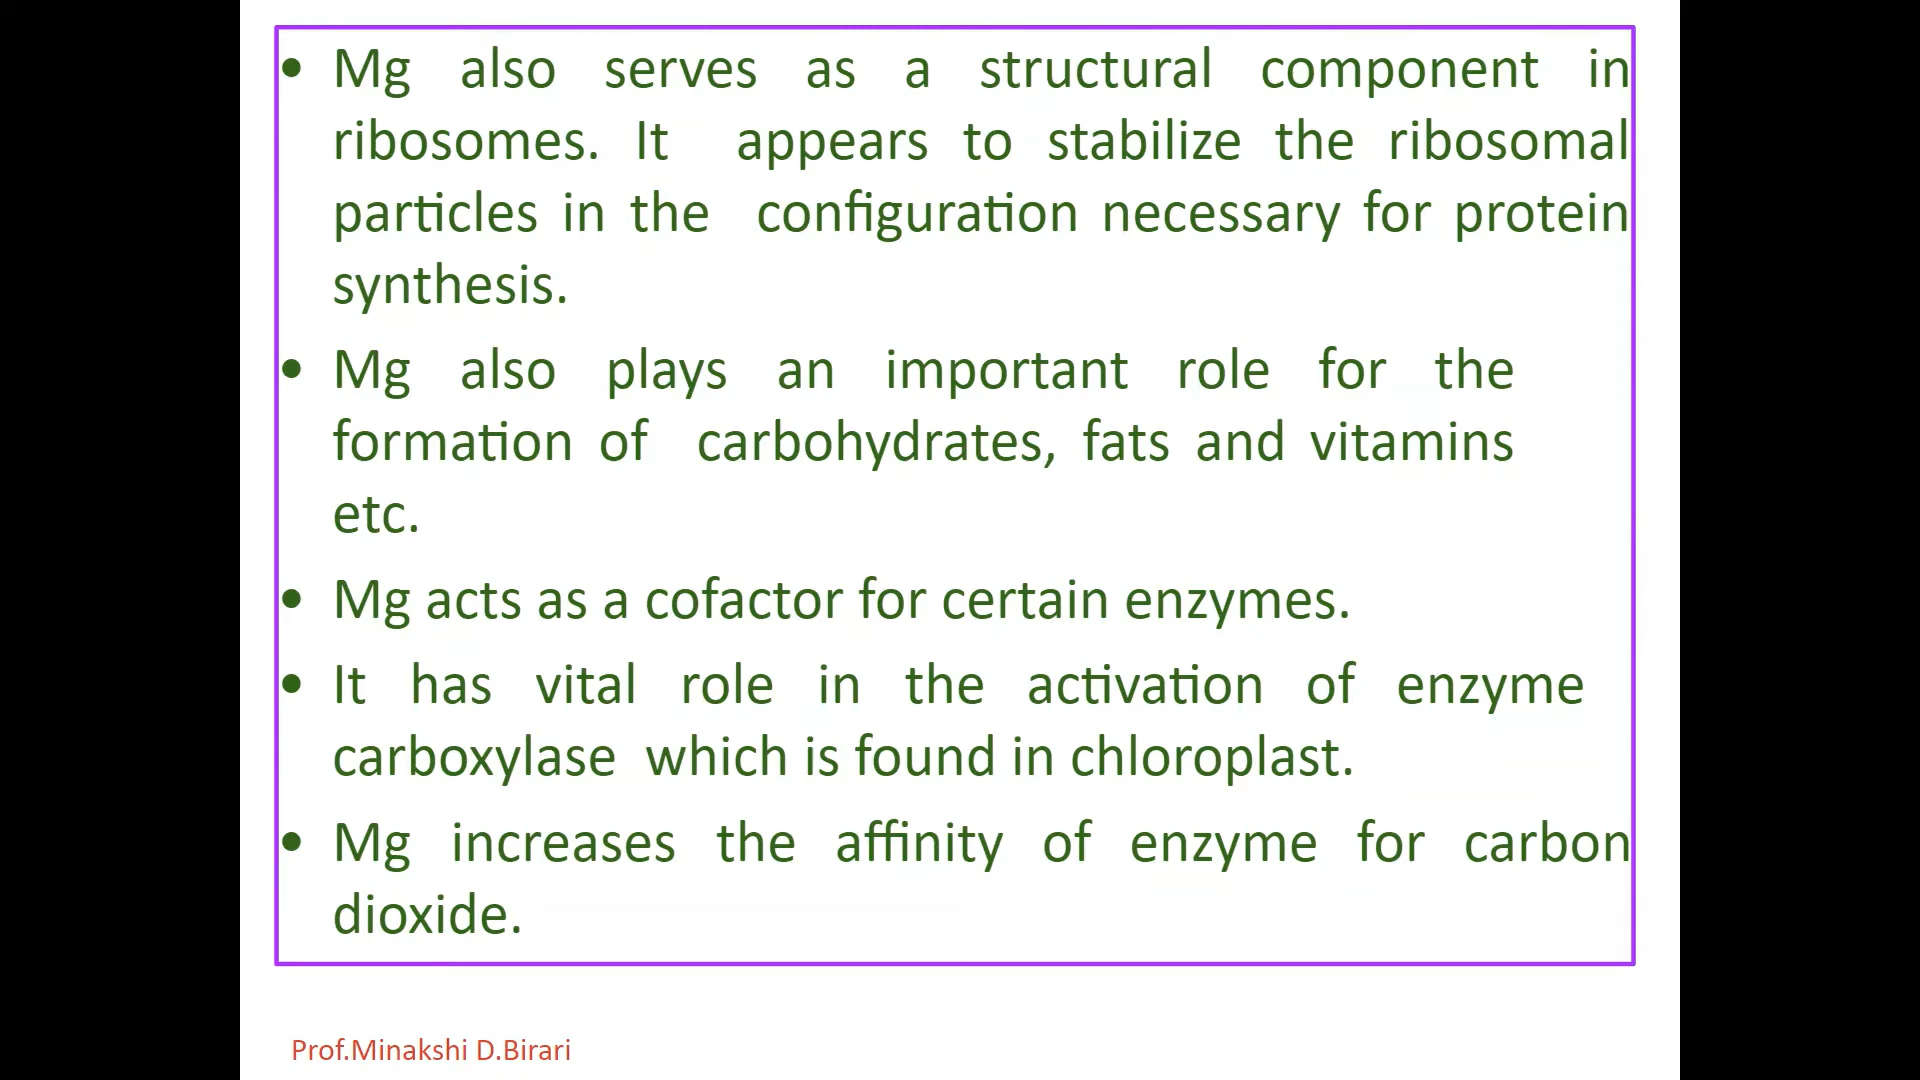 • Mg also serves as a structural component in
ribosomes. It appears to stabilize the ribosomal
particles in the configuration necessary for protein
synthesis.
• Mg also plays an important role for the
formation of carbohydrates, fats and vitamins
etc.
• Mg acts as a cofactor for certain enzymes.
• It has vital role in the activation of enzyme
carboxylase which is found in chloroplast.
• Mg increases the affinity of enzyme for carbon
dioxide.
Prof.Minakshi D.Birari